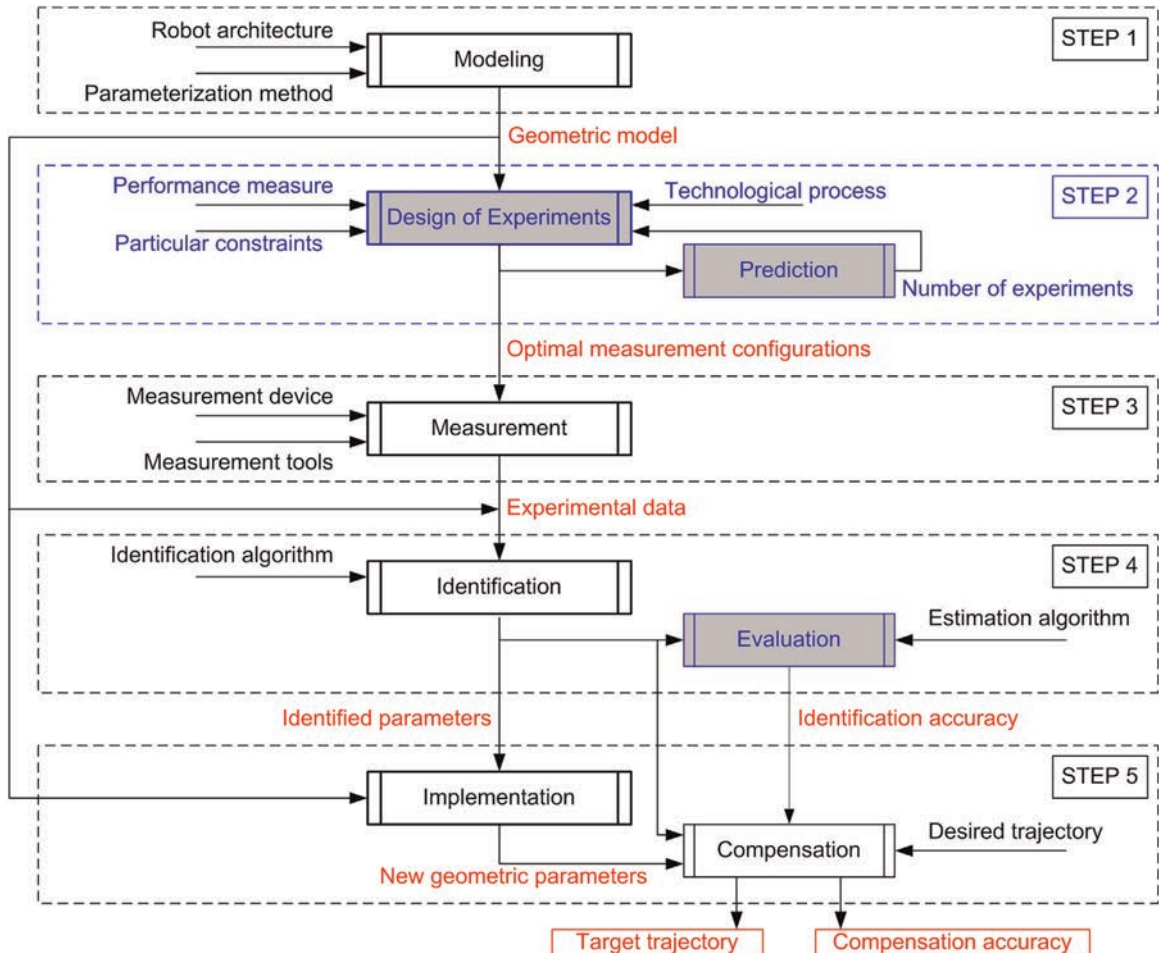 Robot architecture
STEP 1
Modeling
Parameterization method
Geometric model
Performance measure
Technological process
STEP 2
Design of Experiments
Particular constraints
Prediction
Number of experiments
Optimal measurement configurations
Measurement device
STEP 3
Measurement
Measurement tools
Experimental data
Identification algorithm
STEP 4
Identification
Estimation algorithm
Evaluation
Identified parameters
Identification accuracy
STEP 5
Implementation
Desired trajectory
Compensation
New geometric parameters
Target trajectory
Compensation accuracy